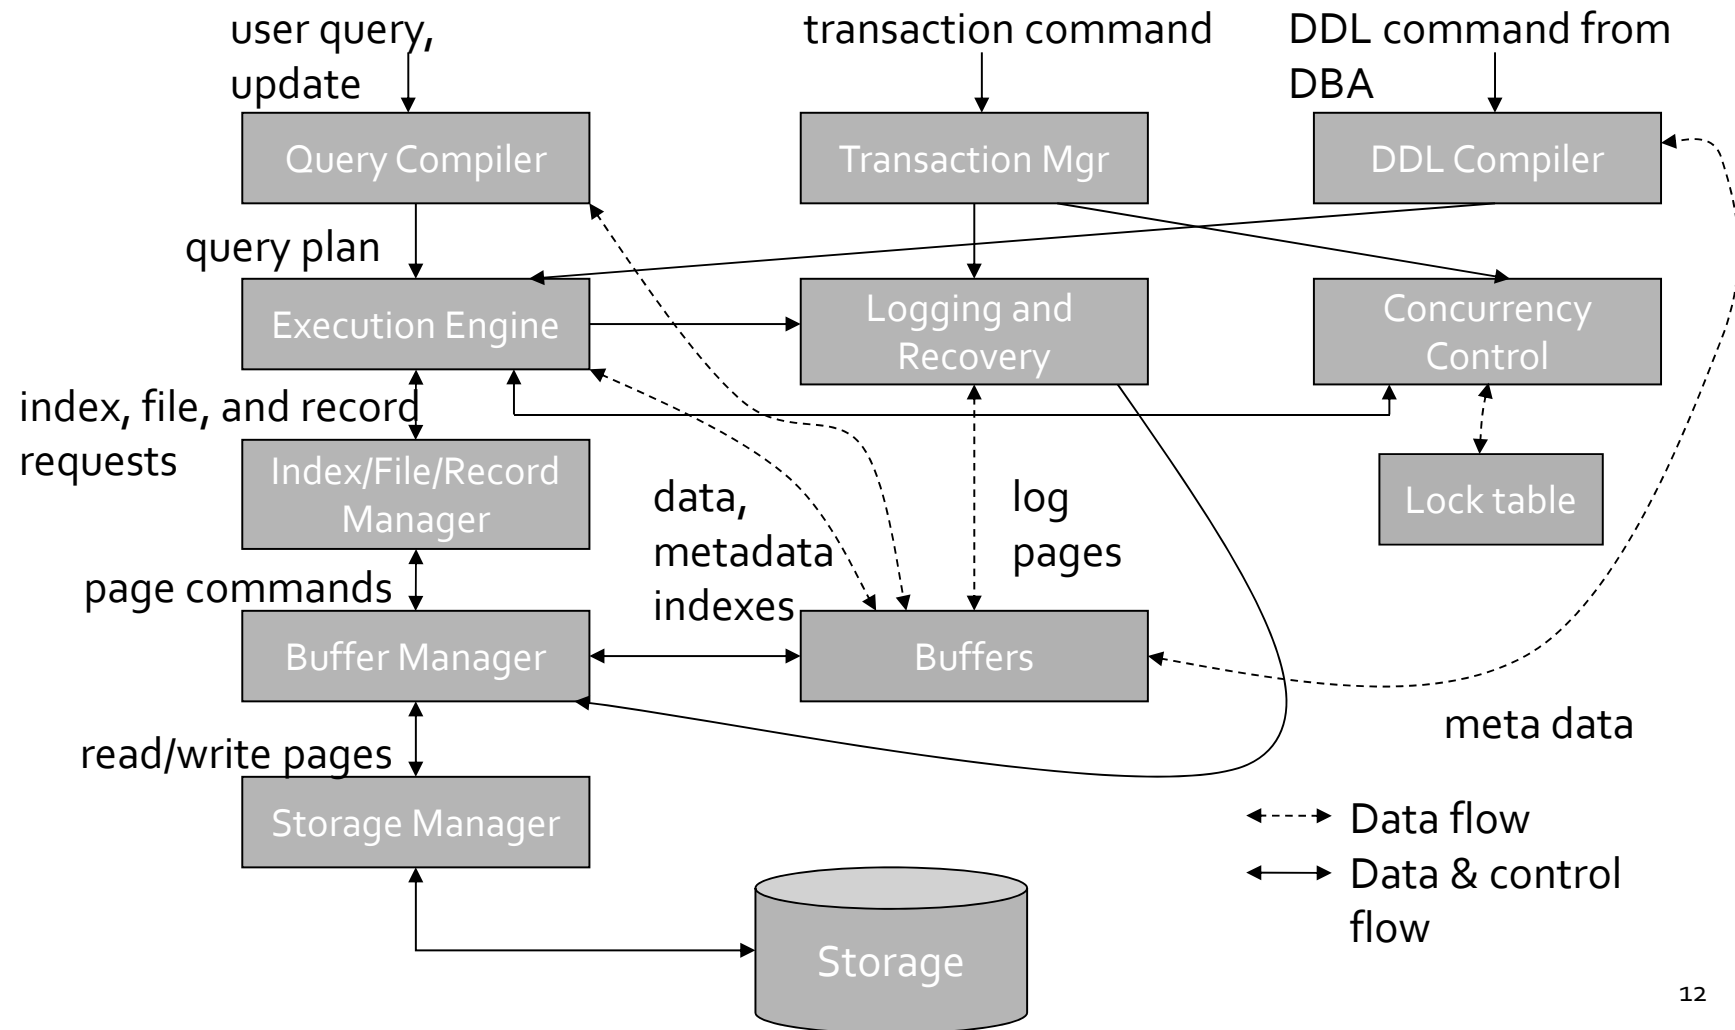 user query,
update
transaction command
DDL command from
DBA
Query Compiler
Transaction Mgr
DDL Compiler
query plan
Execution Engine
Logging and
Recovery
Concurrency
Control
index, file, and record
requests
Index/File/Record
Manager
data,
metadata
indexes
log
pages
Lock table
page commands
Buffer Manager
Buffers
read/write pages
meta data
Storage Manager
Data flow
Data & control
flow
Storage
12